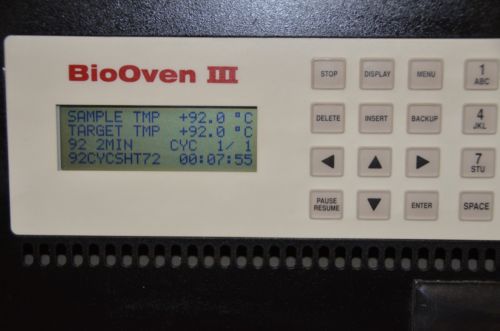 BioOven III
SAMPLE TMP +92.0 °C
TARGET TMP +92.0 °C
92 2MIN CYC 1/ 1
92CYCSHT72 00:07:55
STOP DISPLAY MENU 1 ABC
DELETE INSERT BACKUP 4 JKL
7 STU
PAUSE RESUME ENTER SPACE